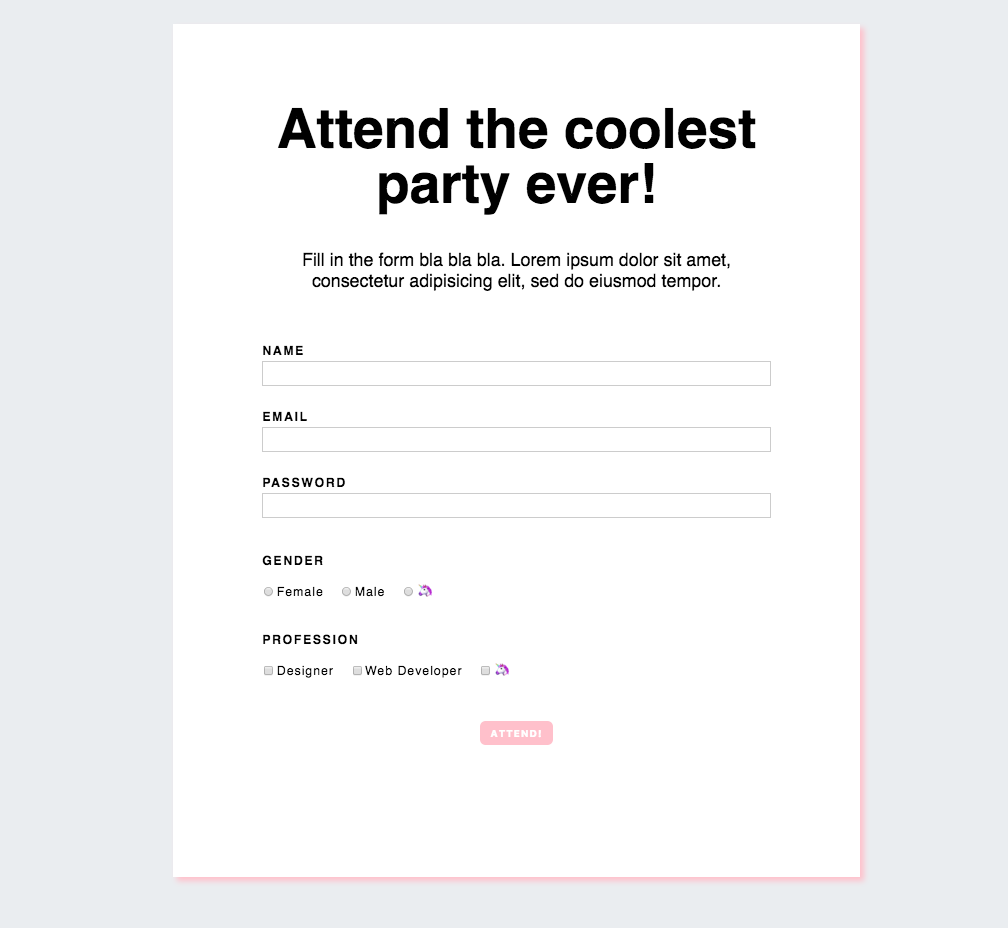 Attend the coolest
party ever!
Fill in the form bla bla bla. Lorem ipsum dolor sit amet,
consectetur adipisicing elit, sed do eiusmod tempor.
NAME
EMAIL
PASSWORD
GENDER
Female Male 🦄
PROFESSION
Designer Web Developer 🦄
ATTEND!